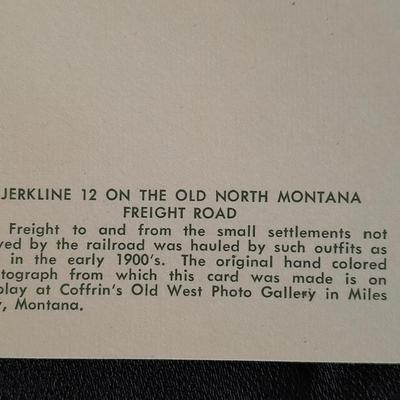 JERKLINE 12 ON THE OLD NORTH MONTANA
FREIGHT ROAD
Freight to and from the small settlements not
ved by the railroad was hauled by such outfits as
in the early 1900's. The original hand colored
tograph from which this card was made is on
play at Coffrin's Old West Photo Gallery in Miles
, Montana.